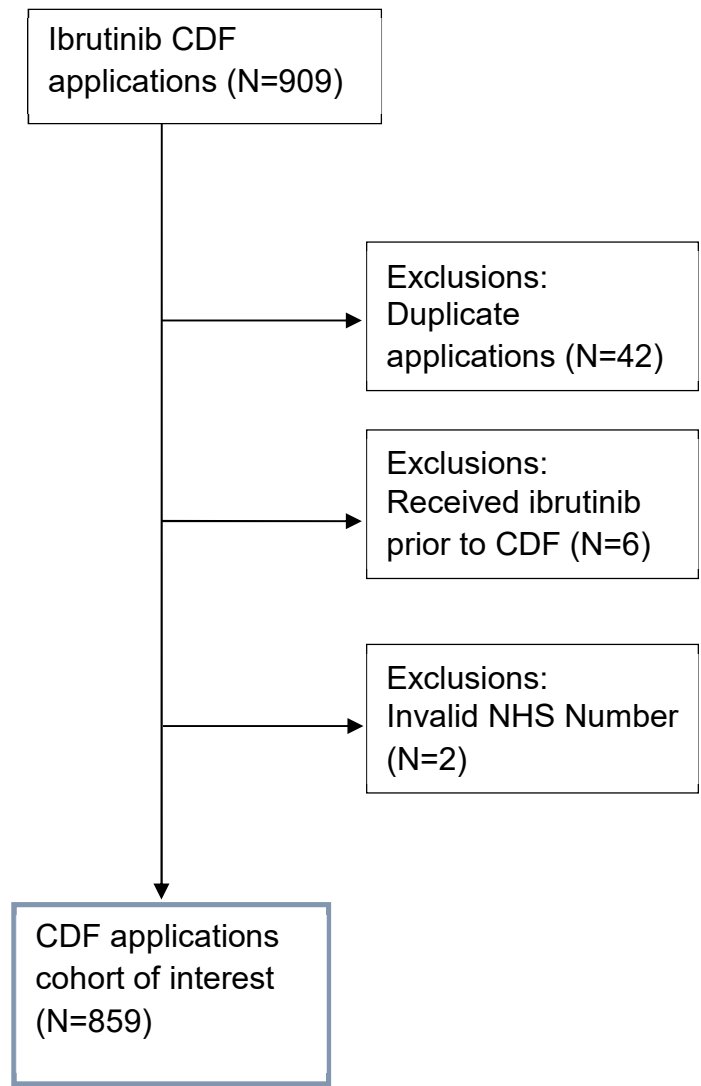 Ibrutinib CDF
applications (N=909)
Exclusions:
Duplicate
applications (N=42)
Exclusions:
Received ibrutinib
prior to CDF (N=6)
Exclusions:
Invalid NHS Number
(N=2)
CDF applications
cohort of interest
(N=859)